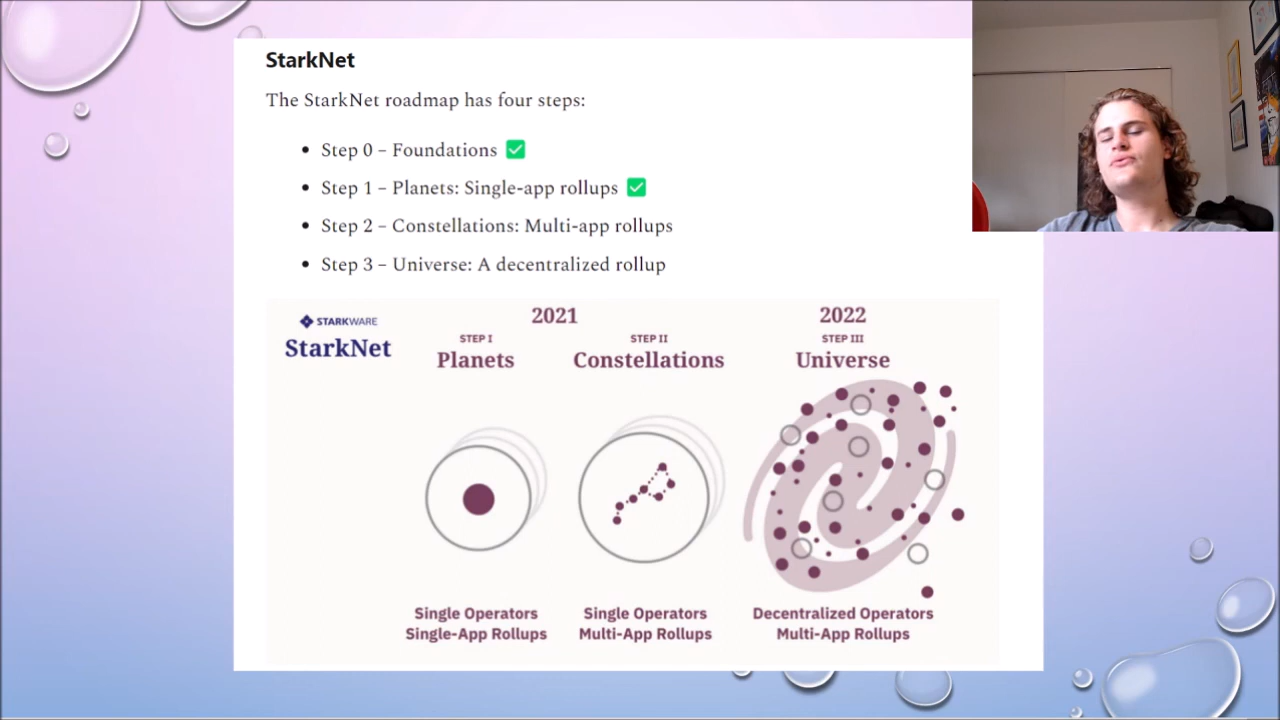 StarkNet
The StarkNet roadmap has four steps:
• Step 0 – Foundations ✅
• Step 1 – Planets: Single-app rollups ✅
• Step 2 – Constellations: Multi-app rollups
• Step 3 – Universe: A decentralized rollup
STARKWARE
StarkNet
2021
2022
STEP I
STEP II
STEP III
Planets
Constellations
Universe
Single Operators
Single-App Rollups
Single Operators
Multi-App Rollups
Decentralized Operators
Multi-App Rollups